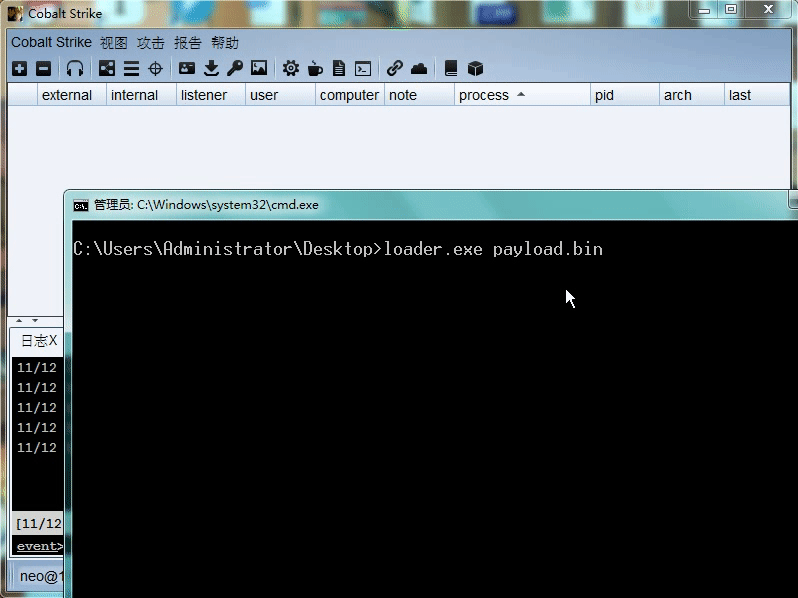 Cobalt Strike
Cobalt Strike 视图 攻击 报告 帮助
external internal listener user computer note process pid arch last
管理员: C:\Windows\system32\cmd.exe
C:\Users\Administrator\Desktop>loader.exe payload.bin
日志X
11/12
11/12
11/12
11/12
11/12
[11/12
event>
neo@1